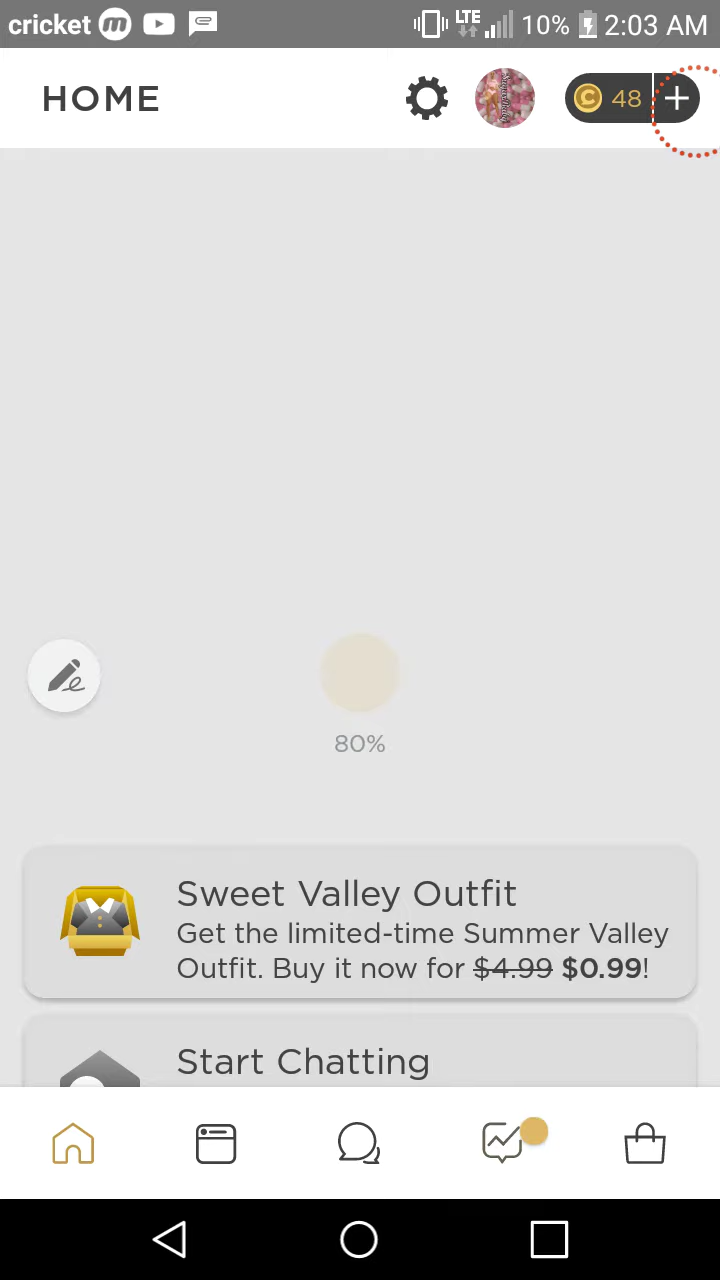 cricket m LTE 10% 2:03 AM
HOME 48 +
80%
Sweet Valley Outfit
Get the limited-time Summer Valley
Outfit. Buy it now for $4.99 $0.99!
Start Chatting